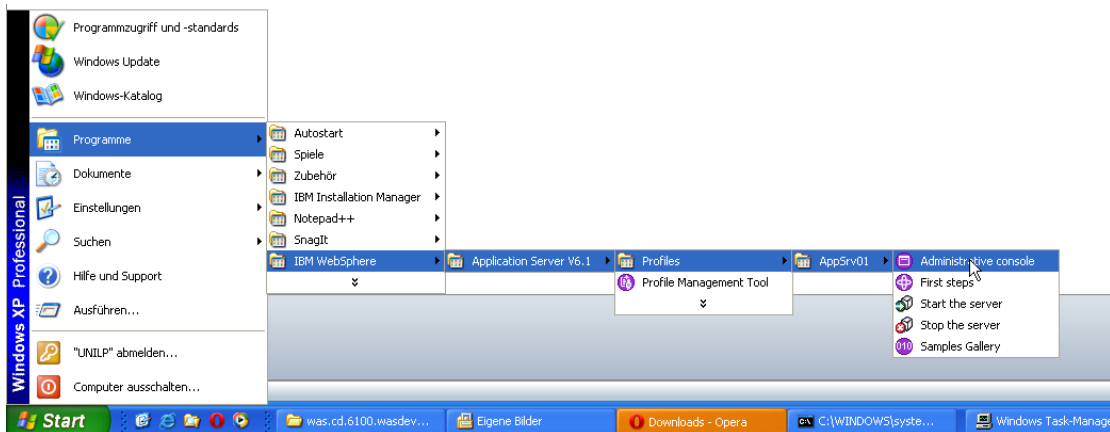 Programmzugriff und -standards
Windows Update
Windows-Katalog
Programme
Dokumente
Einstellungen
Suchen
Hilfe und Support
Ausführen...
"UNILP" abmelden...
Computer ausschalten...
Windows XP Professional
Autostart
Spiele
Zubehör
IBM Installation Manager
Notepad++
SnagIt
IBM WebSphere
Application Server V6.1
Profiles
Profile Management Tool
AppSrv01
Administrative console
First steps
Start the server
Stop the server
010 Samples Gallery
Start
was.cd.6100.wasdev...
Eigene Bilder
Downloads - Opera
C:\WINDOWS\syste...
Windows Task-Manage